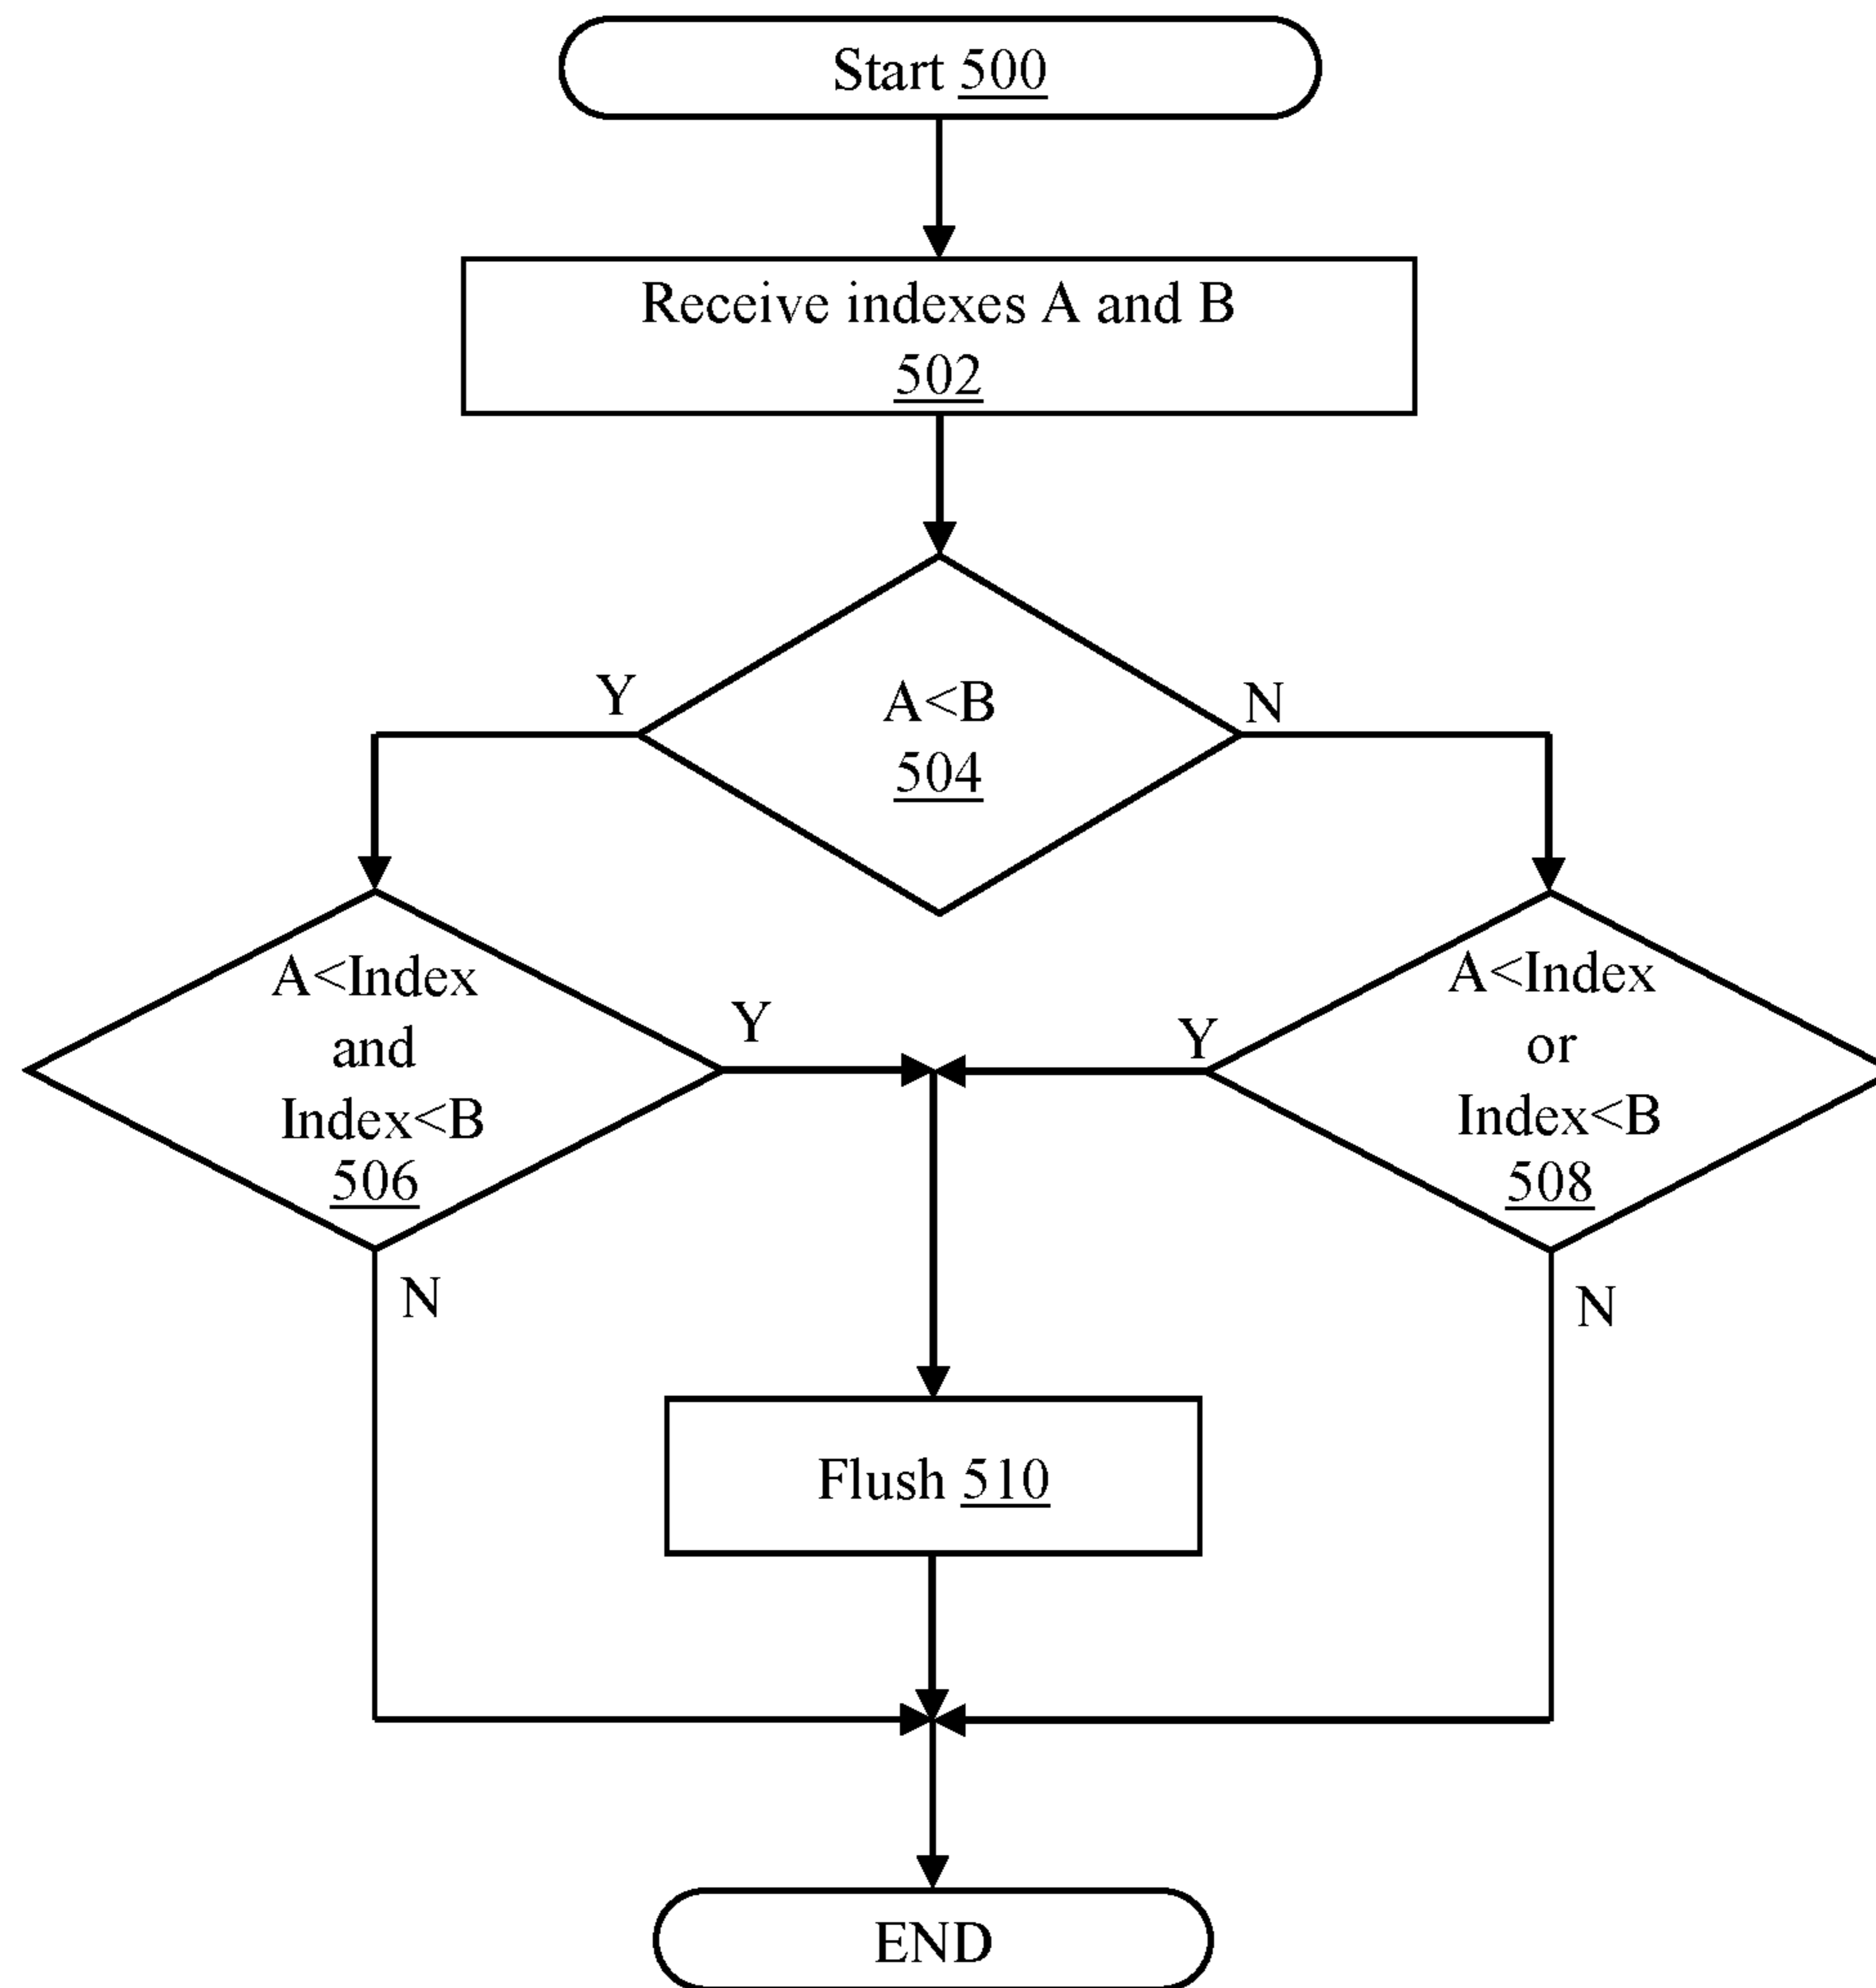 Start 500
Receive indexes A and B
502
Y
A<B
504
N
A<Index
and
Index<B
506
Y
Y
A<Index
or
Index<B
508
N
N
Flush 510
END